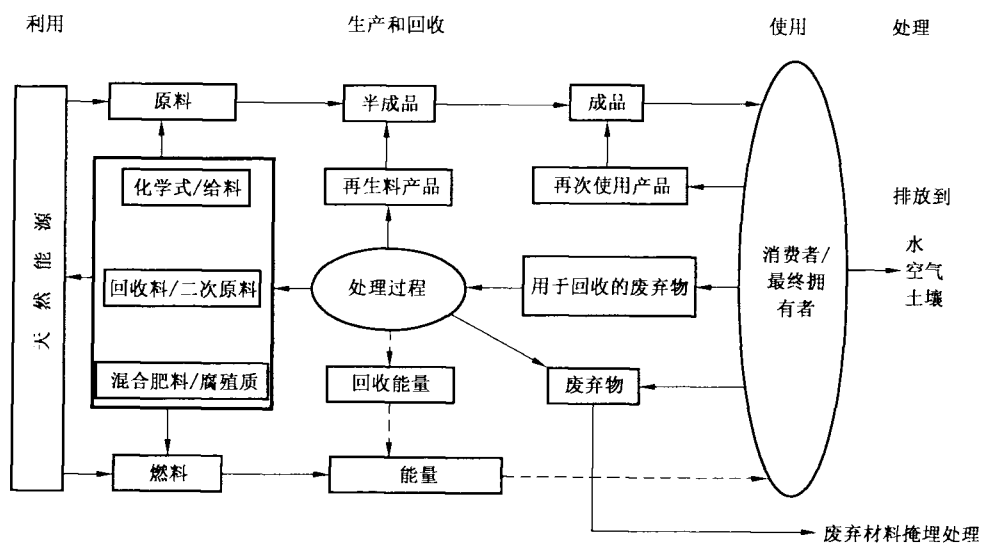 利用
生产和回收
使用
处理
原料
半成品
成品
化学式/给料
再生料产品
再次使用产品
排放到
天然能源
回收料/二次原料
处理过程
用于回收的废弃物
消费者/
最终拥
有者
水
空气
土壤
混合肥料/腐殖质
回收能量
废弃物
燃料
能量
废弃材料掩埋处理